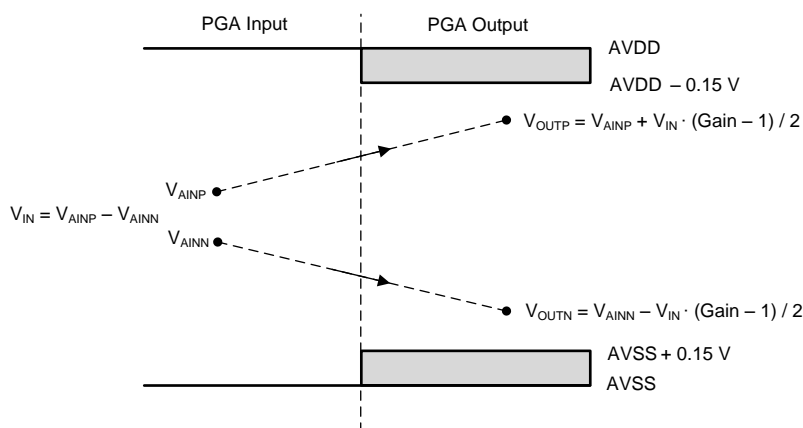 PGA Input
PGA Output
AVDD
AVDD – 0.15 V
V_OUTP = V_AINP + V_IN · (Gain – 1) / 2
V_AINP
V_IN = V_AINP – V_AINN
V_AINN
V_OUTN = V_AINN – V_IN · (Gain – 1) / 2
AVSS + 0.15 V
AVSS